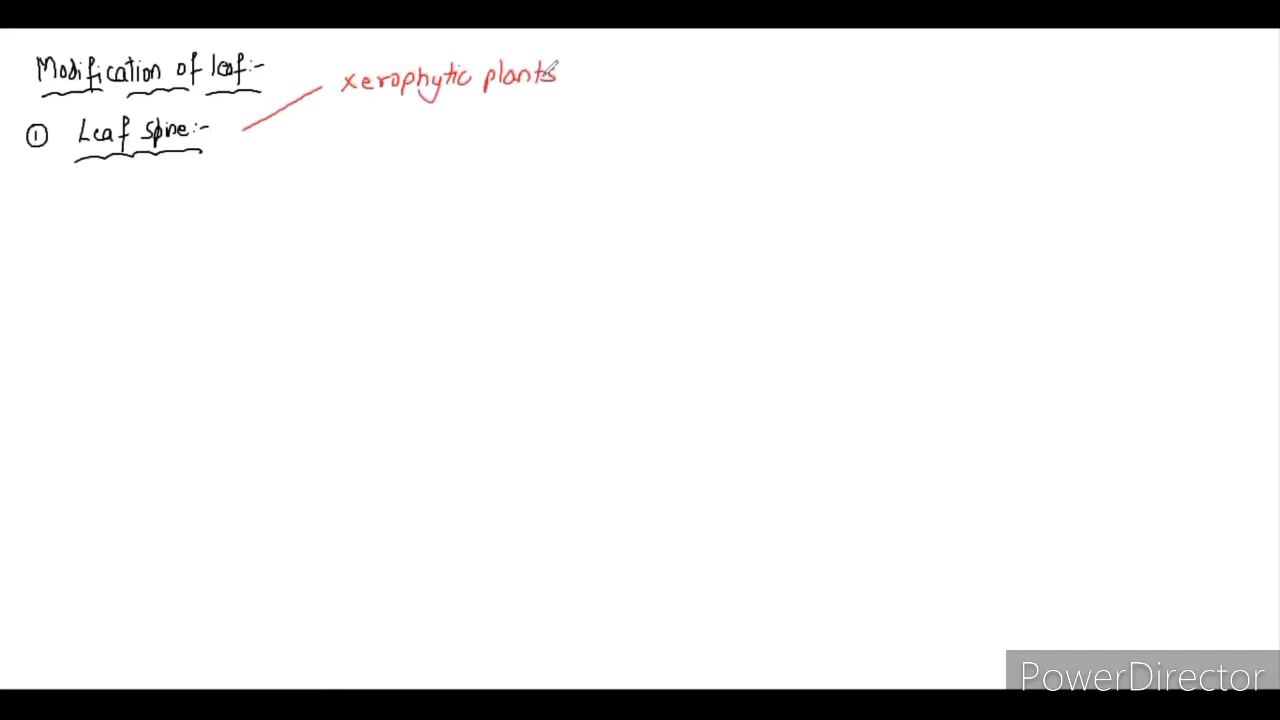 Modification of leaf:-
xerophytic plants
① Leaf spine:-
PowerDirector